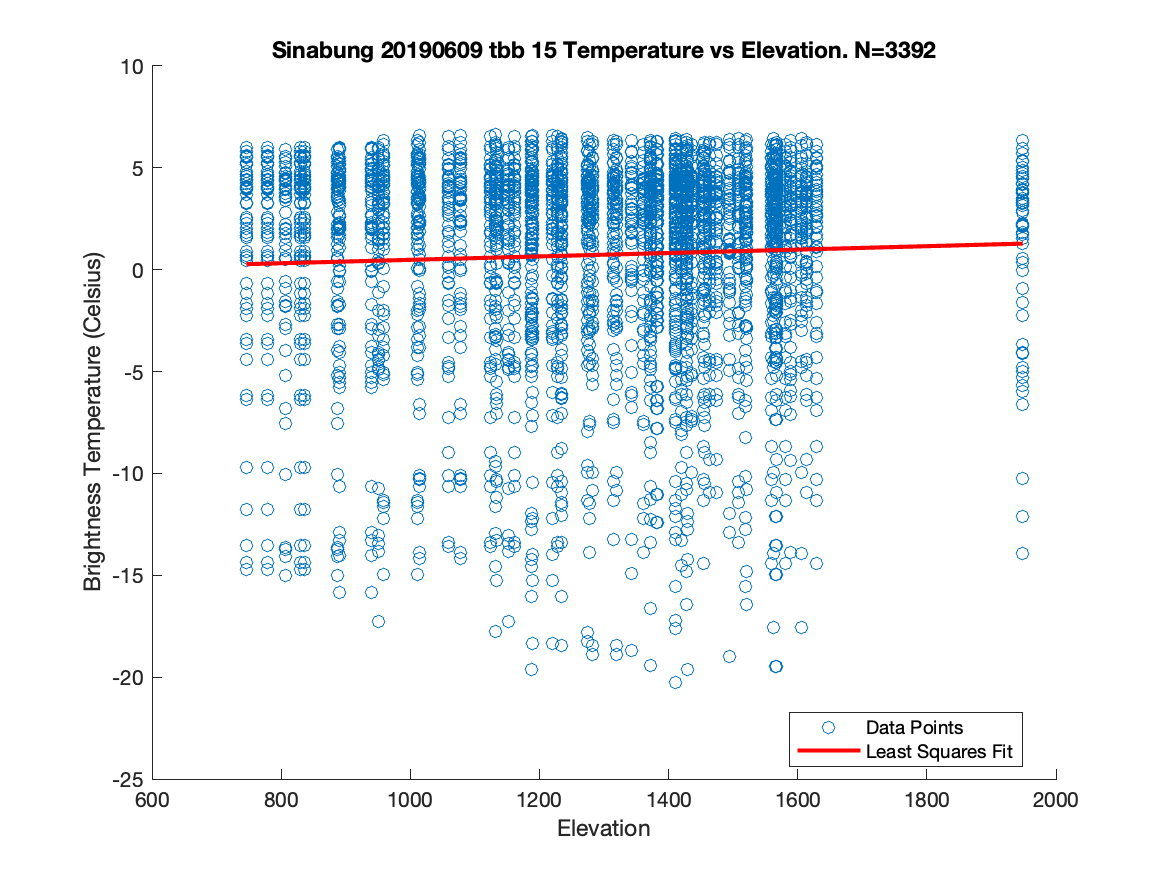 Sinabung 20190609 tbb 15 Temperature vs Elevation. N=3392
10
5
0
-5
-10
-15
-20
-25
Brightness Temperature (Celsius)
600 800 1000 1200 1400 1600 1800 2000
Elevation
Data Points
Least Squares Fit